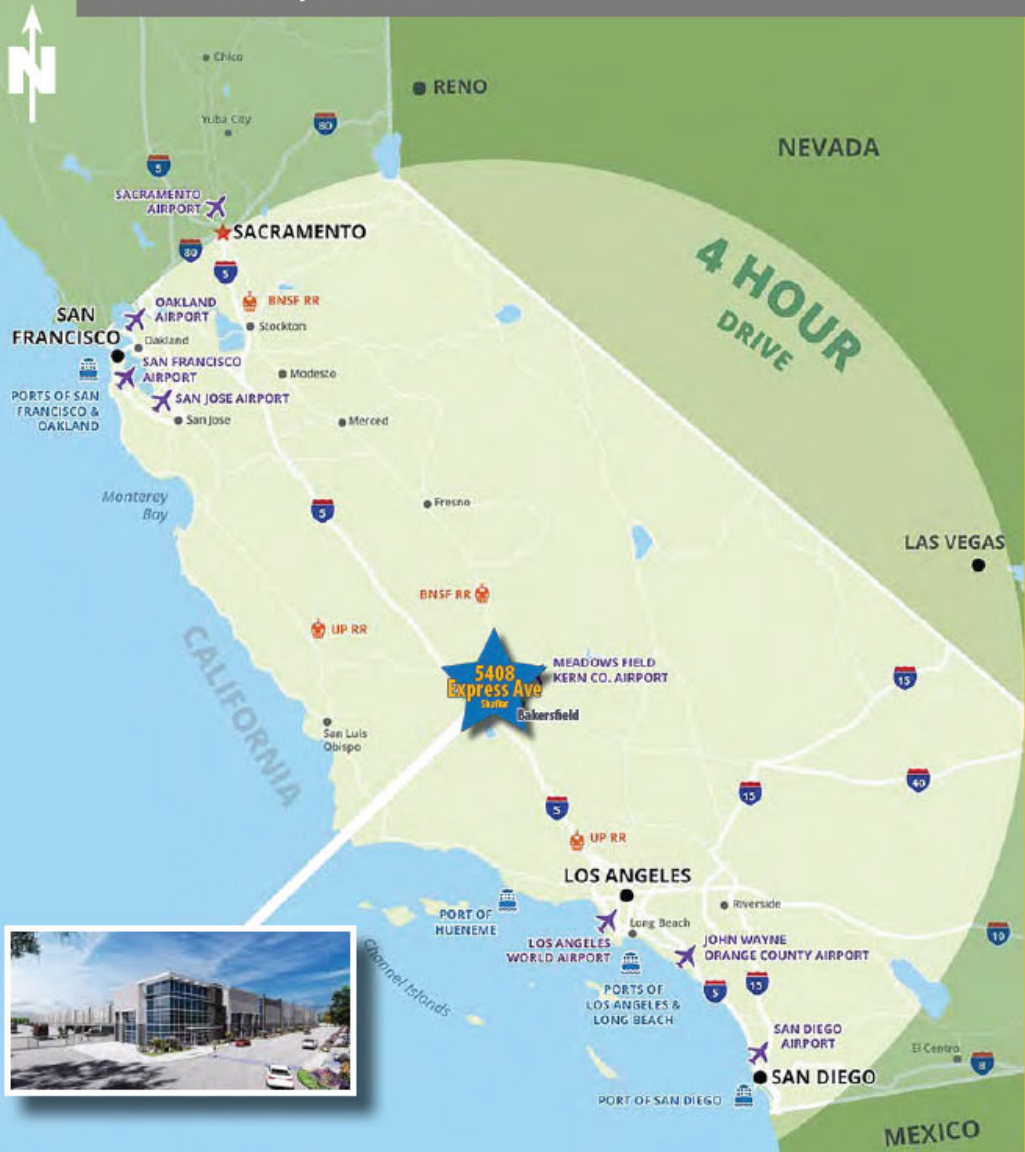 N
Chico
RENO
Yuba City
80
NEVADA
5
SACRAMENTO
AIRPORT
SACRAMENTO
80
5
4 HOUR
DRIVE
OAKLAND
AIRPORT
BNSF RR
SAN
FRANCISCO
Stockton
Oakland
SAN FRANCISCO
AIRPORT
Modesto
PORTS OF SAN
FRANCISCO &
OAKLAND
SAN JOSE AIRPORT
San Jose
Merced
Monterey
Bay
5
Fresno
LAS VEGAS
BNSF RR
UP RR
CALIFORNIA
5408
Express Ave
Shafter
MEADOWS FIELD
KERN CO. AIRPORT
Bakersfield
15
San Luis
Obispo
15
40
5
UP RR
LOS ANGELES
Riverside
PORT OF
HUENEME
Long Beach
LOS ANGELES
WORLD AIRPORT
JOHN WAYNE
ORANGE COUNTY AIRPORT
10
Channel Islands
PORTS OF
LOS ANGELES &
LONG BEACH
5
15
SAN DIEGO
AIRPORT
El Centro
8
SAN DIEGO
PORT OF SAN DIEGO
MEXICO